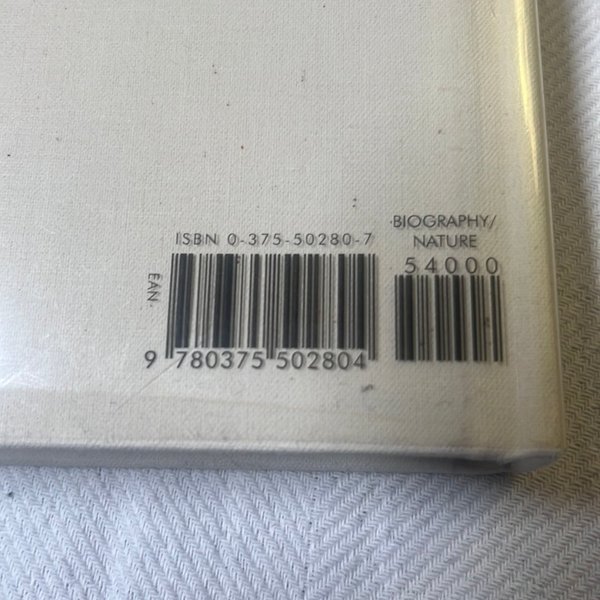 BIOGRAPHY/
NATURE
ISBN 0-375-50280-7
54000
EAN
9 780375 502804